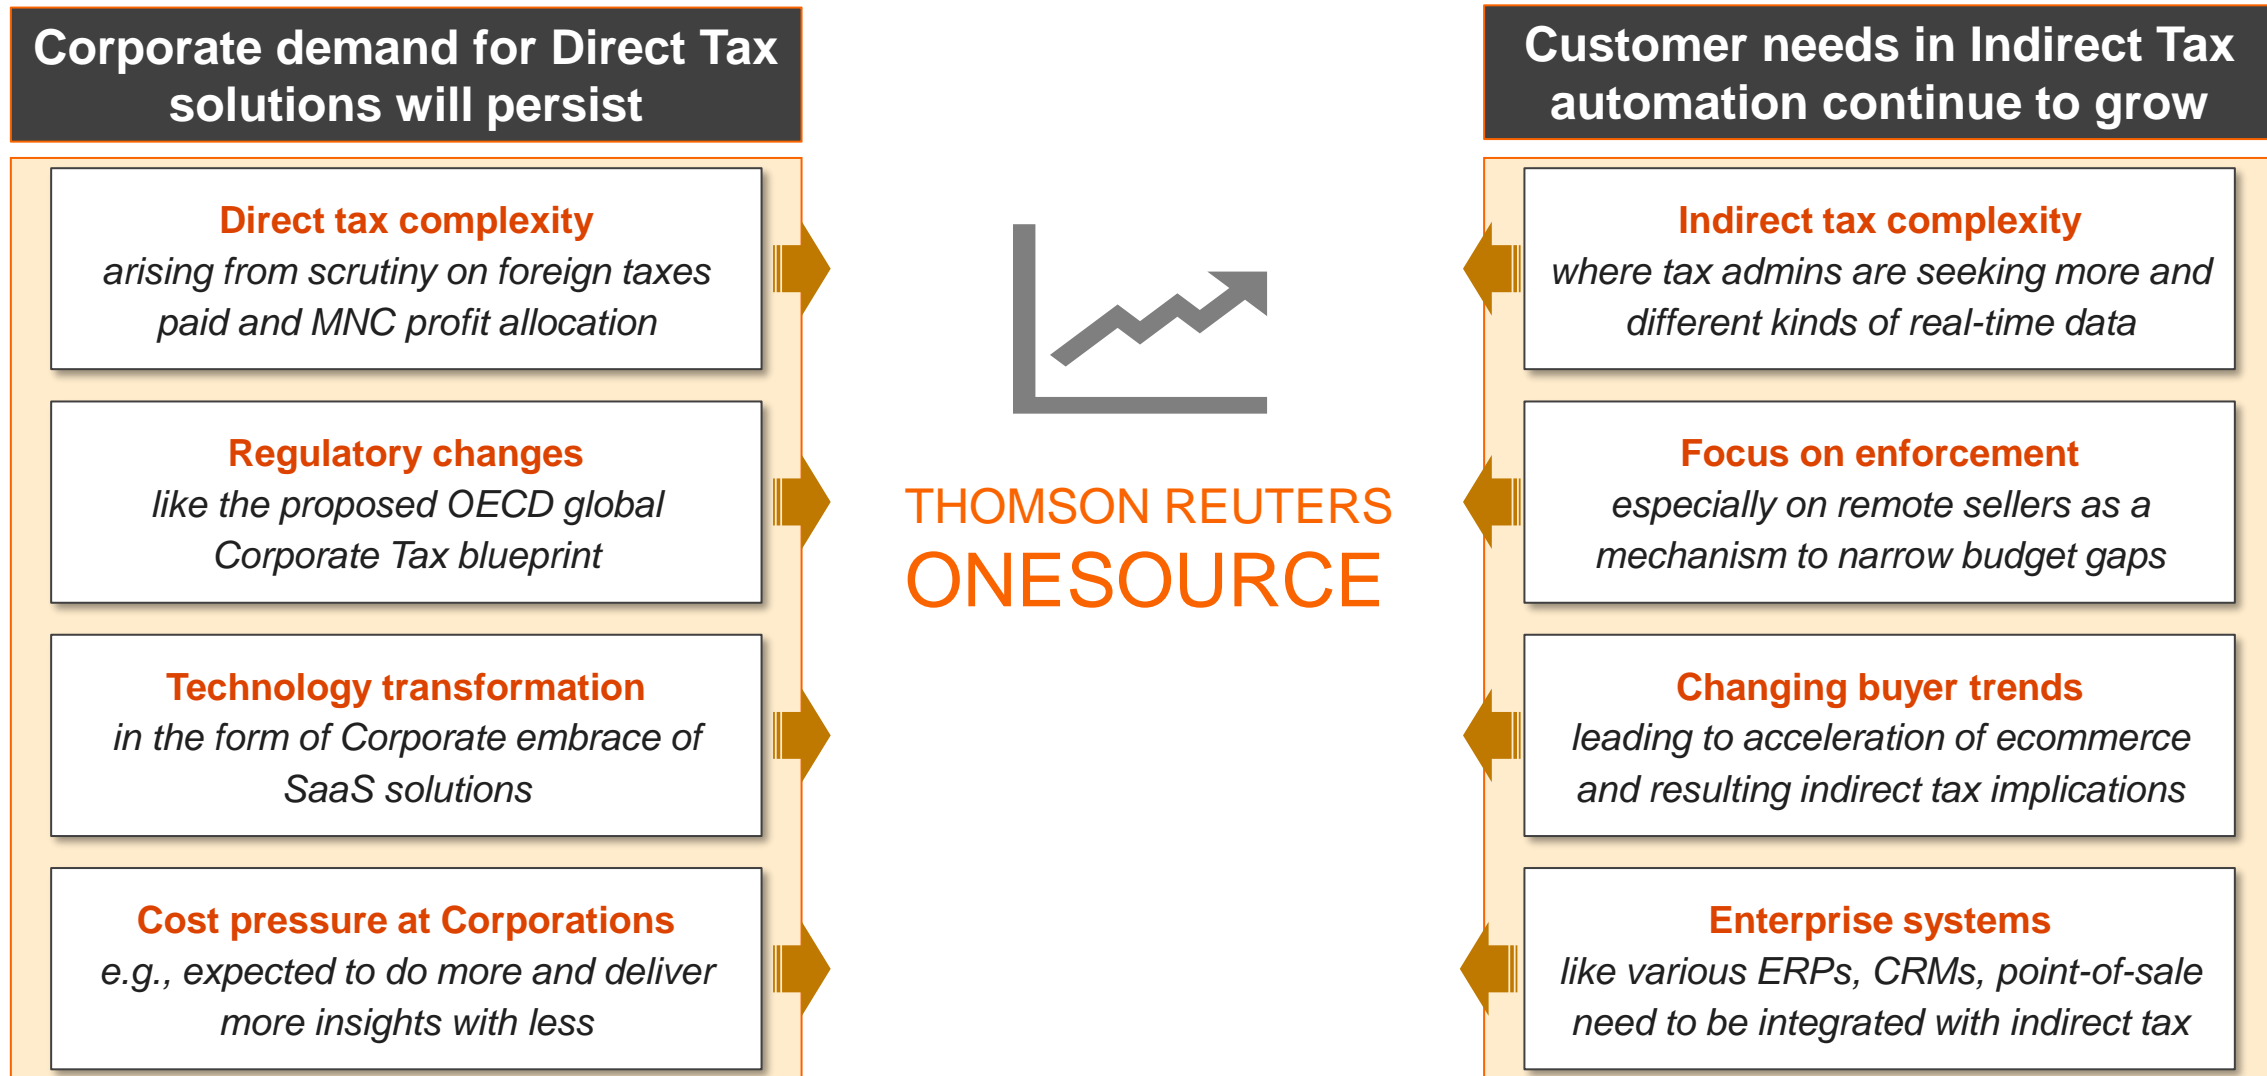 Corporate demand for Direct Tax
solutions will persist
Direct tax complexity
arising from scrutiny on foreign taxes
paid and MNC profit allocation
Regulatory changes
like the proposed OECD global
Corporate Tax blueprint
Technology transformation
in the form of Corporate embrace of
SaaS solutions
Cost pressure at Corporations
e.g., expected to do more and deliver
more insights with less
THOMSON REUTERS
ONESOURCE
Customer needs in Indirect Tax
automation continue to grow
Indirect tax complexity
where tax admins are seeking more and
different kinds of real-time data
Focus on enforcement
especially on remote sellers as a
mechanism to narrow budget gaps
Changing buyer trends
leading to acceleration of ecommerce
and resulting indirect tax implications
Enterprise systems
like various ERPs, CRMs, point-of-sale
need to be integrated with indirect tax